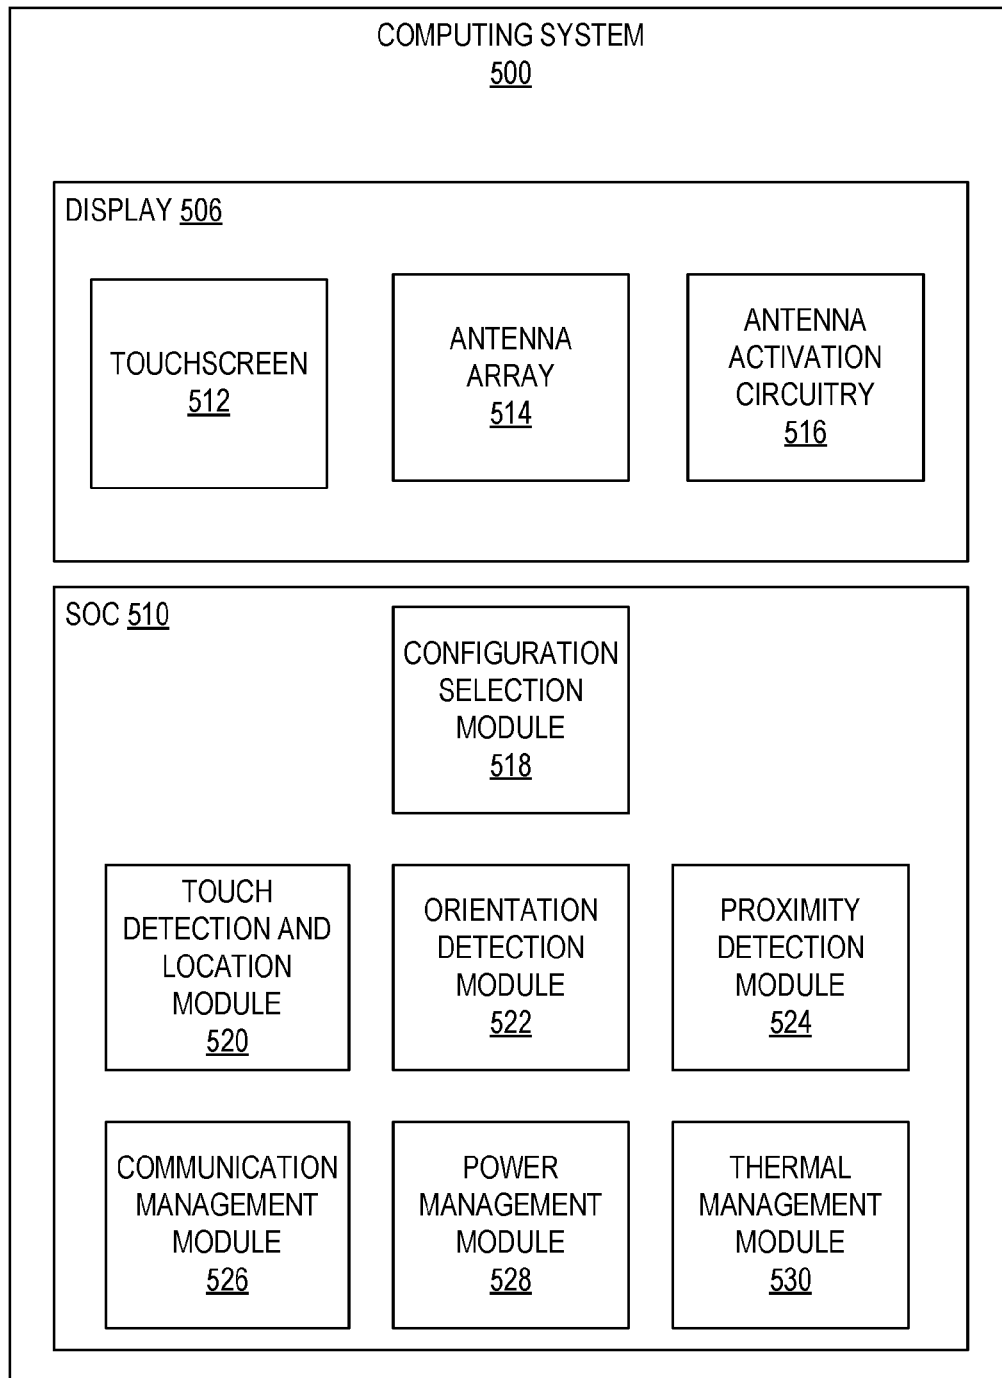 COMPUTING SYSTEM
500
DISPLAY 506
TOUCHSCREEN
512
ANTENNA
ARRAY
514
ANTENNA
ACTIVATION
CIRCUITRY
516
SOC 510
CONFIGURATION
SELECTION
MODULE
518
TOUCH
DETECTION AND
LOCATION
MODULE
520
ORIENTATION
DETECTION
MODULE
522
PROXIMITY
DETECTION
MODULE
524
COMMUNICATION
MANAGEMENT
MODULE
526
POWER
MANAGEMENT
MODULE
528
THERMAL
MANAGEMENT
MODULE
530